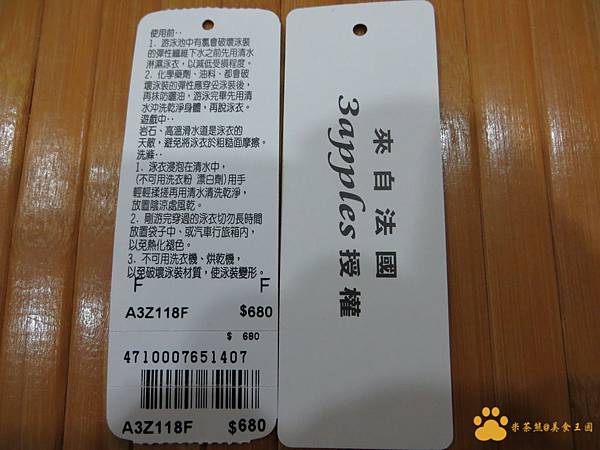 使用前‥
1. 游泳池中有氯會破壞泳裝
的彈性纖維下水之前先用清水
淋濕泳衣，以減低受損程度。
2. 化學藥劑、油料、都會破
壞泳裝的彈性應穿妥泳裝後，
再抹防曬油，游泳完畢先用清
水沖洗乾淨身體，再脫泳衣。
遊戲中‥
岩石、高溫滑水道是泳衣的
天敵，避免將泳衣於粗糙面摩擦。
洗滌‥
1. 泳衣浸泡在清水中，
(不可用洗衣粉 漂白劑)用手
輕輕揉搓再用清水清洗乾淨，
放置陰涼處風乾。
2. 剛游完穿過的泳衣切勿長時間
放置袋子中、或汽車行旅箱內，
以免熱化褪色。
3. 不可用洗衣機、烘乾機，
以免破壞泳裝材質，使泳裝變形。
F F
A3Z118F $680
$ 680
4710007651407
A3Z118F $680
來自法國
3apples授權
米茶熊@美食王國